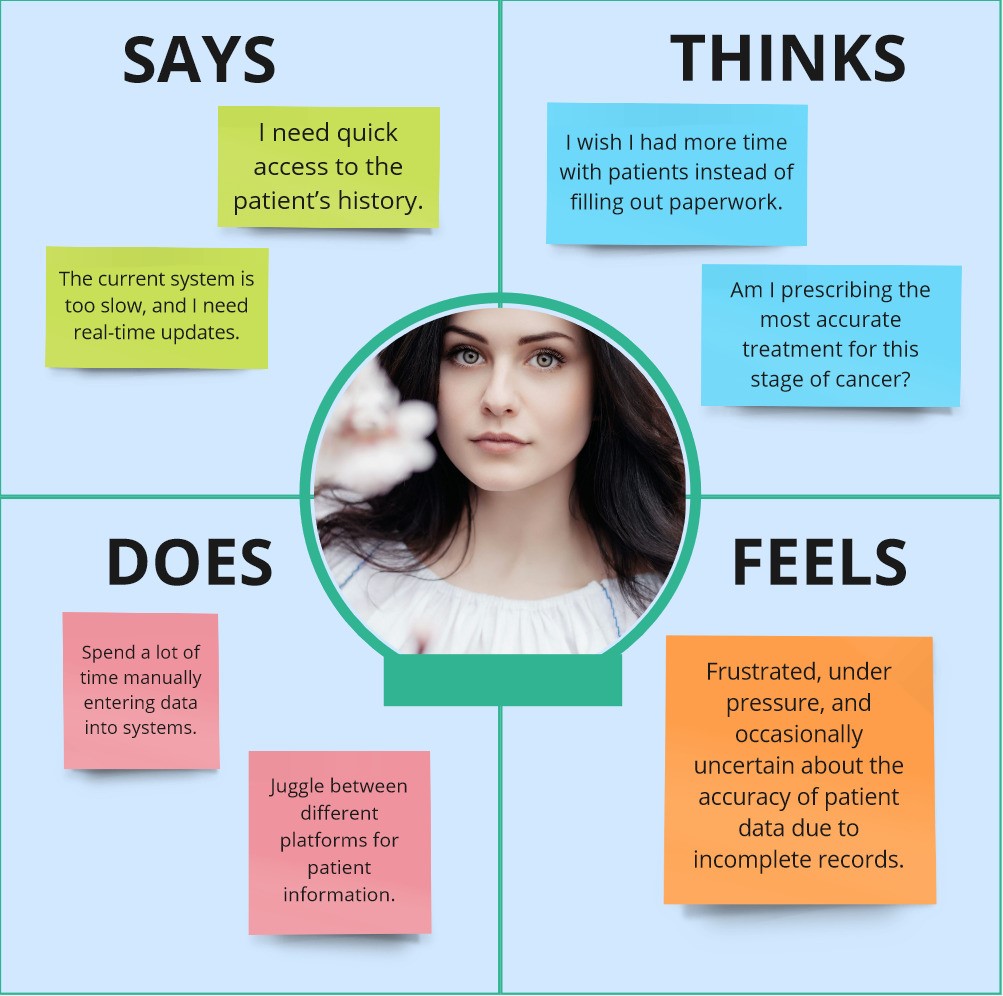 SAYS
I need quick
access to the
patient's history.
The current system is
too slow, and I need
real-time updates.
THINKS
I wish I had more time
with patients instead of
filling out paperwork.
Am I prescribing the
most accurate
treatment for this
stage of cancer?
DOES
Spend a lot of
time manually
entering data
into systems.
Juggle between
different
platforms for
patient
information.
FEELS
Frustrated, under
pressure, and
occasionally
uncertain about the
accuracy of patient
data due to
incomplete records.